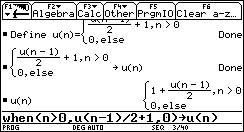 F1 F2 F3 F4 F5 F6
Algebra Calc Other PrgmIO Clear a-z…
■ Define u(n)={u(n-1)/2 + 1,n>0
0,else Done
■ {u(n-1)/2 + 1,n>0
0,else → u(n) Done
■ u(n) {1 + u(n-1)/2,n>0
0,else
when(n>0,u(n-1)/2+1,0)→u(n)
PROG DEG AUTO SEQ 3/40